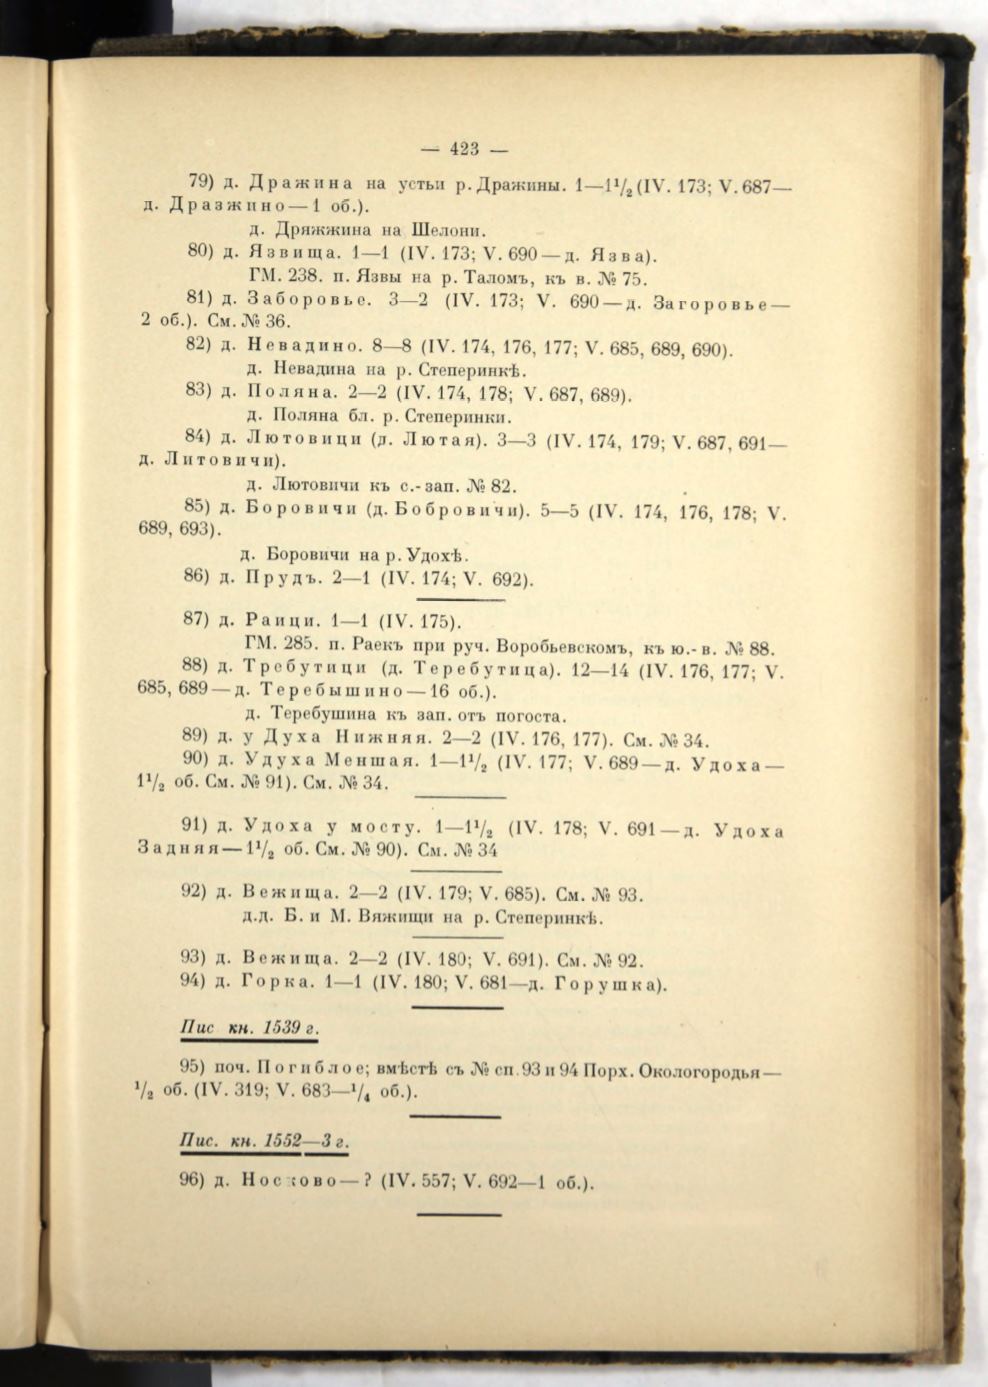 — 423 —
79) д. Дражина на устьи р. Дражины. 1—1½ (IV. 173; V. 687—
д. Дразжино — 1 об.).
д. Дряжжина на Шелони.
80) д. Язвища. 1—1 (IV. 173; V. 690 — д. Язва).
ГМ. 238. п. Язвы на р. Таломъ, къ в. № 75.
81) д. Заборовье. 3—2 (IV. 173; V. 690 — д. Загоровье —
2 об.). См. № 36.
82) д. Невадино. 8—8 (IV. 174, 176, 177; V. 685, 689, 690).
д. Невадина на р. Степеринкѣ.
83) д. Поляна. 2—2 (IV. 174, 178; V. 687, 689).
д. Поляна бл. р. Степеринки.
84) д. Лютовици (д. Лютая). 3—3 (IV. 174, 179; V. 687, 691—
д. Литовичи).
д. Лютовичи къ с.-зап. № 82.
85) д. Боровичи (д. Бобровичи). 5—5 (IV. 174, 176, 178; V.
689, 693).
д. Боровичи на р. Удохѣ.
86) д. Прудъ. 2—1 (IV. 174; V. 692).
87) д. Раици. 1—1 (IV. 175).
ГМ. 285. п. Раекъ при руч. Воробьевскомъ, къ ю.-в. № 88.
88) д. Требутици (д. Теребутица). 12—14 (IV. 176, 177; V.
685, 689 — д. Теребышино — 16 об.).
д. Теребушина къ зап. отъ погоста.
89) д. у Духа Нижняя. 2—2 (IV. 176, 177). См. № 34.
90) д. Удуха Меншая. 1—1½ (IV. 177; V. 689 — д. Удоха —
1½ об. См. № 91). См. № 34.
91) д. Удоха у мосту. 1—1½ (IV. 178; V. 691 — д. Удоха
Задняя — 1½ об. См. № 90). См. № 34
92) д. Вежища. 2—2 (IV. 179; V. 685). См. № 93.
д.д. Б. и М. Вяжищи на р. Степеринкѣ.
93) д. Вежища. 2—2 (IV. 180; V. 691). См. № 92.
94) д. Горка. 1—1 (IV. 180; V. 681—д. Горушка).
Пис кн. 1539 г.
95) поч. Погиблое; вмѣстѣ съ № сп. 93 и 94 Порх. Окологородья —
½ об. (IV. 319; V. 683—¼ об.).
Пис. кн. 1552—3 г.
96) д. — ? (IV. 557; V. 692—1 об.).